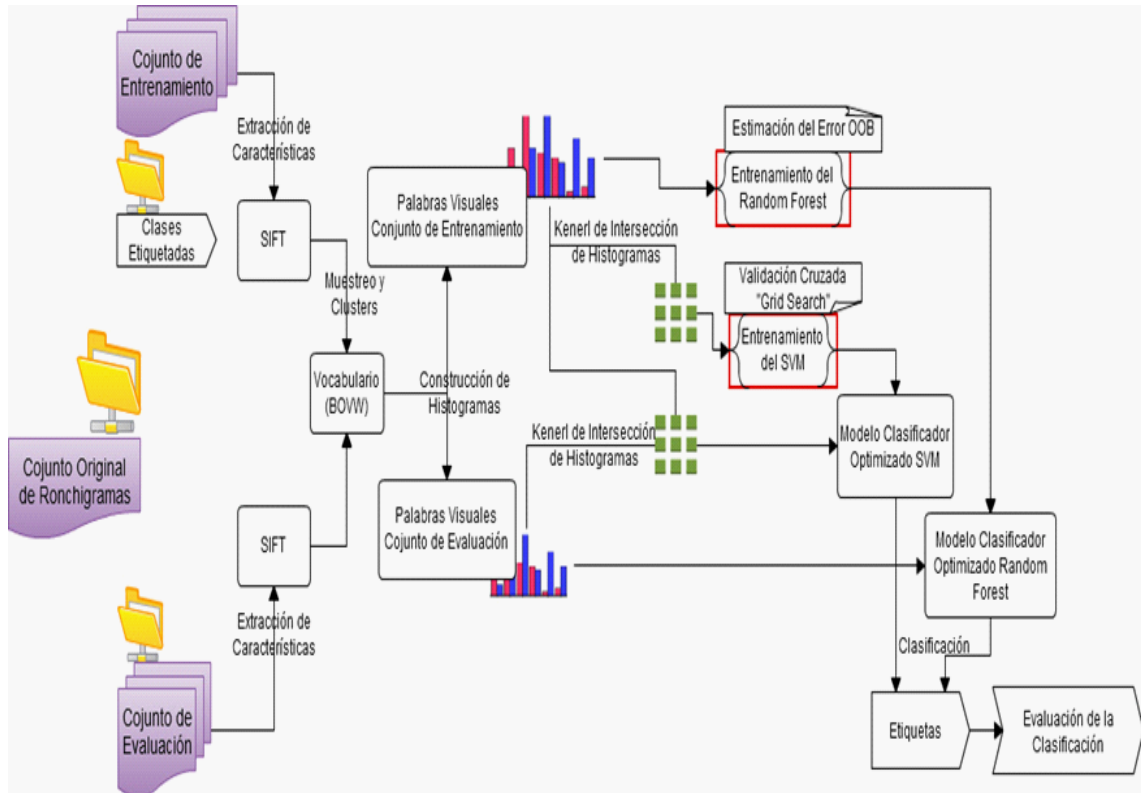 Cojunto de
Entrenamiento
Extracción de
Características
Clases
Etiquetadas
SIFT
Muestreo y
Clusters
Palabras Visuales
Conjunto de Entrenamiento
Estimación del Error OOB
Entrenamiento del
Random Forest
Kenerl de Intersección
de Histogramas
Validación Cruzada
"Grid Search"
Entrenamiento
del SVM
Vocabulario
(BOVW)
Construcción de
Histogramas
Cojunto Original
de Ronchigramas
Kenerl de Intersección
de Histogramas
Modelo Clasificador
Optimizado SVM
Palabras Visuales
Cojunto de Evaluación
SIFT
Modelo Clasificador
Optimizado Random
Forest
Extracción de
Características
Clasificación
Cojunto de
Evaluación
Etiquetas
Evaluación de la
Clasificación